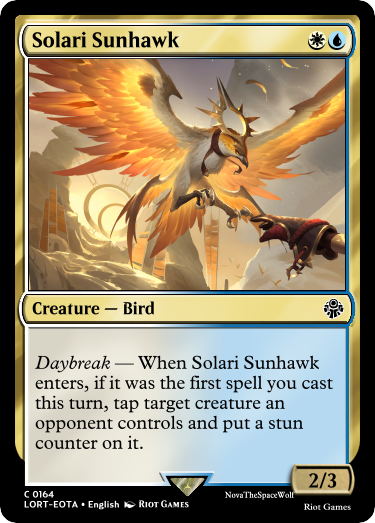 Solari Sunhawk
Creature — Bird
Daybreak — When Solari Sunhawk
enters, if it was the first spell you cast
this turn, tap target creature an
opponent controls and put a stun
counter on it.
2/3
C 0164
LORT-EOTA • English Riot Games
NovaTheSpaceWolf
Riot Games